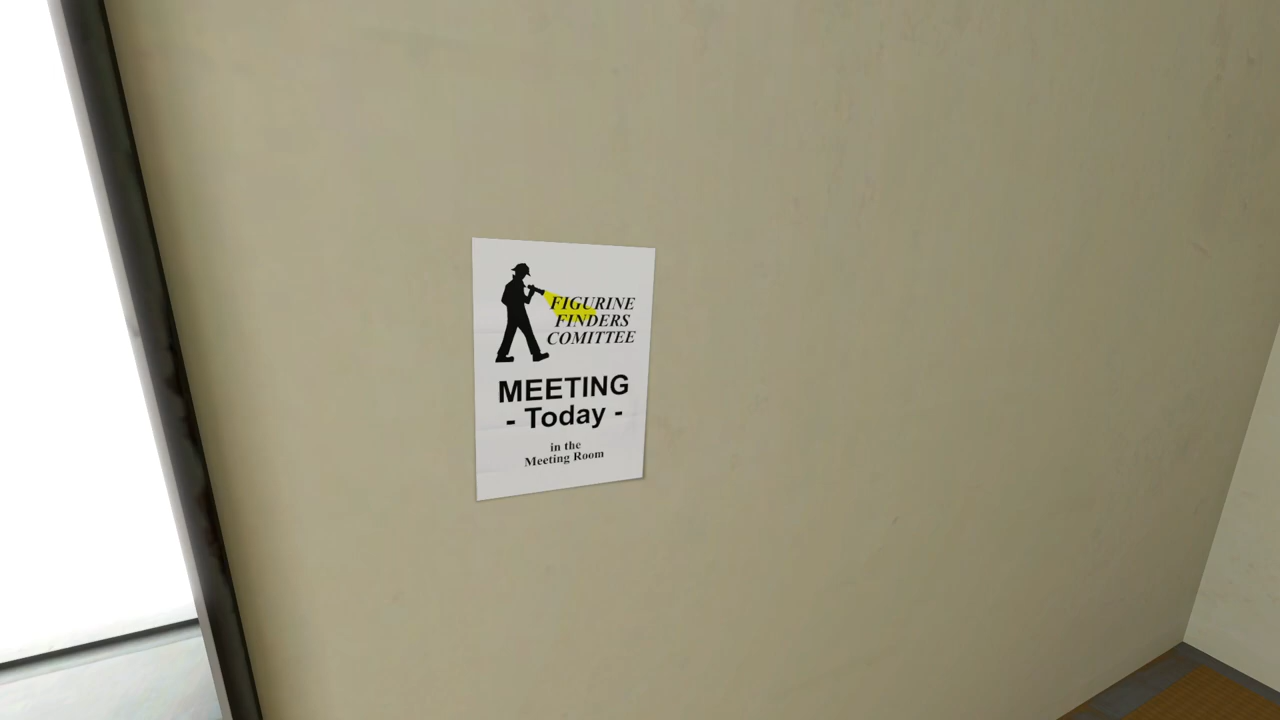 FIGURINE
FINDERS
COMITTEE
MEETING
- Today -
in the
Meeting Room